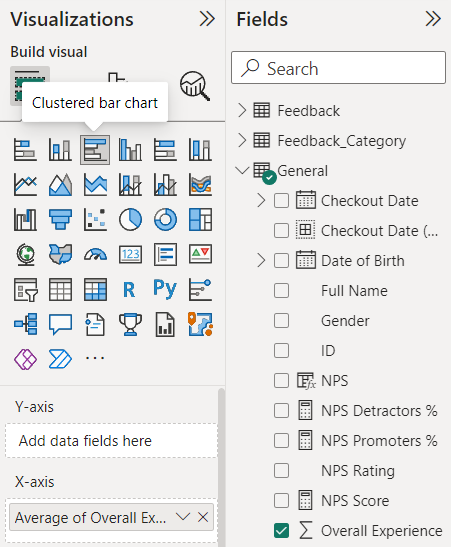 Visualizations
Build visual
Clustered bar chart
123
R
Py
...
Y-axis
Add data fields here
X-axis
Average of Overall Ex...
Fields
Search
Feedback
Feedback_Category
General
Checkout Date
Checkout Date (...
Date of Birth
Full Name
Gender
ID
NPS
NPS Detractors %
NPS Promoters %
NPS Rating
NPS Score
Overall Experience